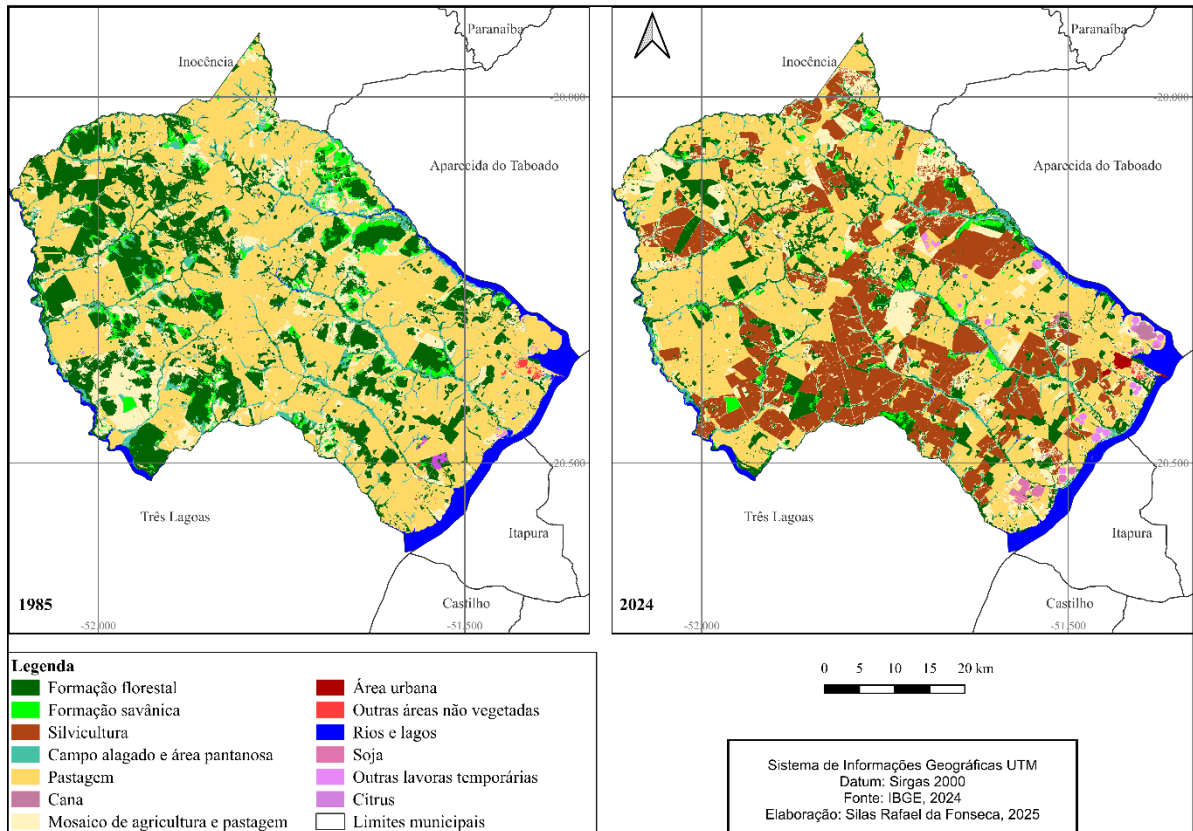 Paranaíba
Inocência
-20.000
Aparecida do Taboado
-20.500
Três Lagoas
Itapura
Castilho
1985
-52.000
-51.500
Paranaíba
Inocência
-20.000
Aparecida do Taboado
-20.500
Três Lagoas
Itapura
Castilho
2024
-52.000
-51.500
Legenda
Formação florestal
Formação savânica
Silvicultura
Campo alagado e área pantanosa
Pastagem
Cana
Mosaico de agricultura e pastagem
Área urbana
Outras áreas não vegetadas
Rios e lagos
Soja
Outras lavoras temporárias
Citrus
Limites municipais
0 5 10 15 20 km
Sistema de Informações Geográficas UTM
Datum: Sirgas 2000
Fonte: IBGE, 2024
Elaboração: Silas Rafael da Fonseca, 2025